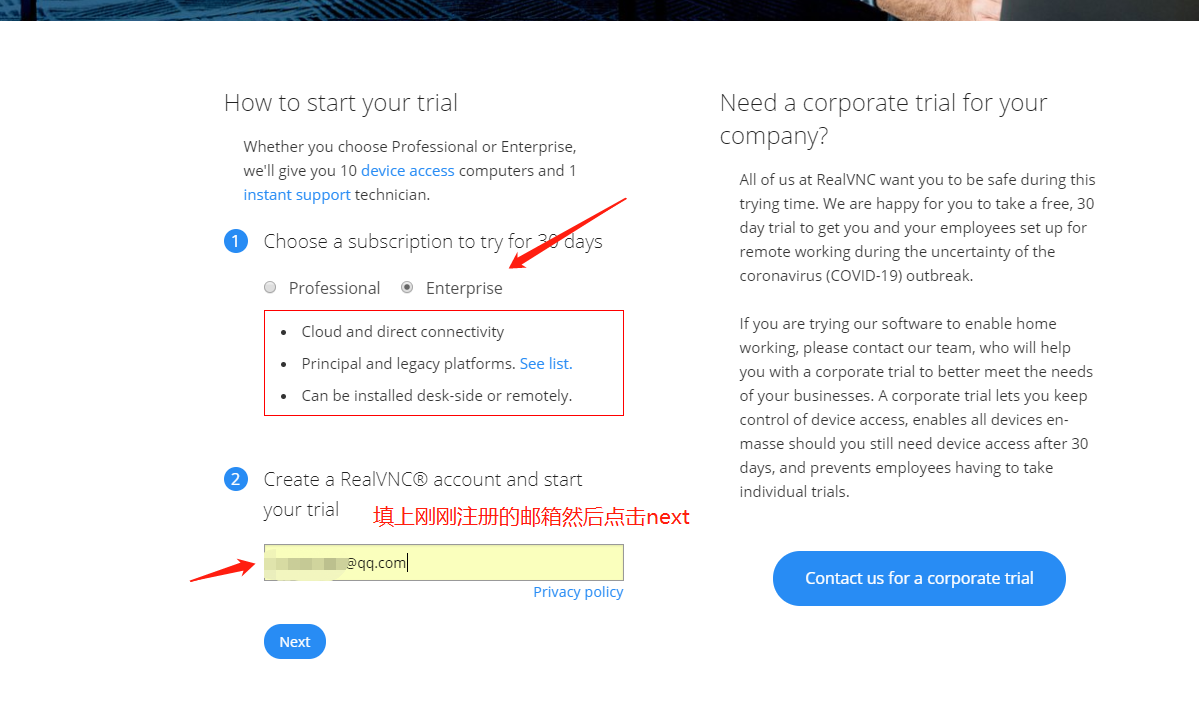 How to start your trial
Whether you choose Professional or Enterprise,
we'll give you 10 device access computers and 1
instant support technician.
1 Choose a subscription to try for 30 days
Professional Enterprise
• Cloud and direct connectivity
• Principal and legacy platforms. See list.
• Can be installed desk-side or remotely.
2 Create a RealVNC® account and start
your trial
填上刚刚注册的邮箱然后点击next
@qq.com
Privacy policy
Next
Need a corporate trial for your
company?
All of us at RealVNC want you to be safe during this
trying time. We are happy for you to take a free, 30
day trial to get you and your employees set up for
remote working during the uncertainty of the
coronavirus (COVID-19) outbreak.
If you are trying our software to enable home
working, please contact our team, who will help
you with a corporate trial to better meet the needs
of your businesses. A corporate trial lets you keep
control of device access, enables all devices en-
masse should you still need device access after 30
days, and prevents employees having to take
individual trials.
Contact us for a corporate trial